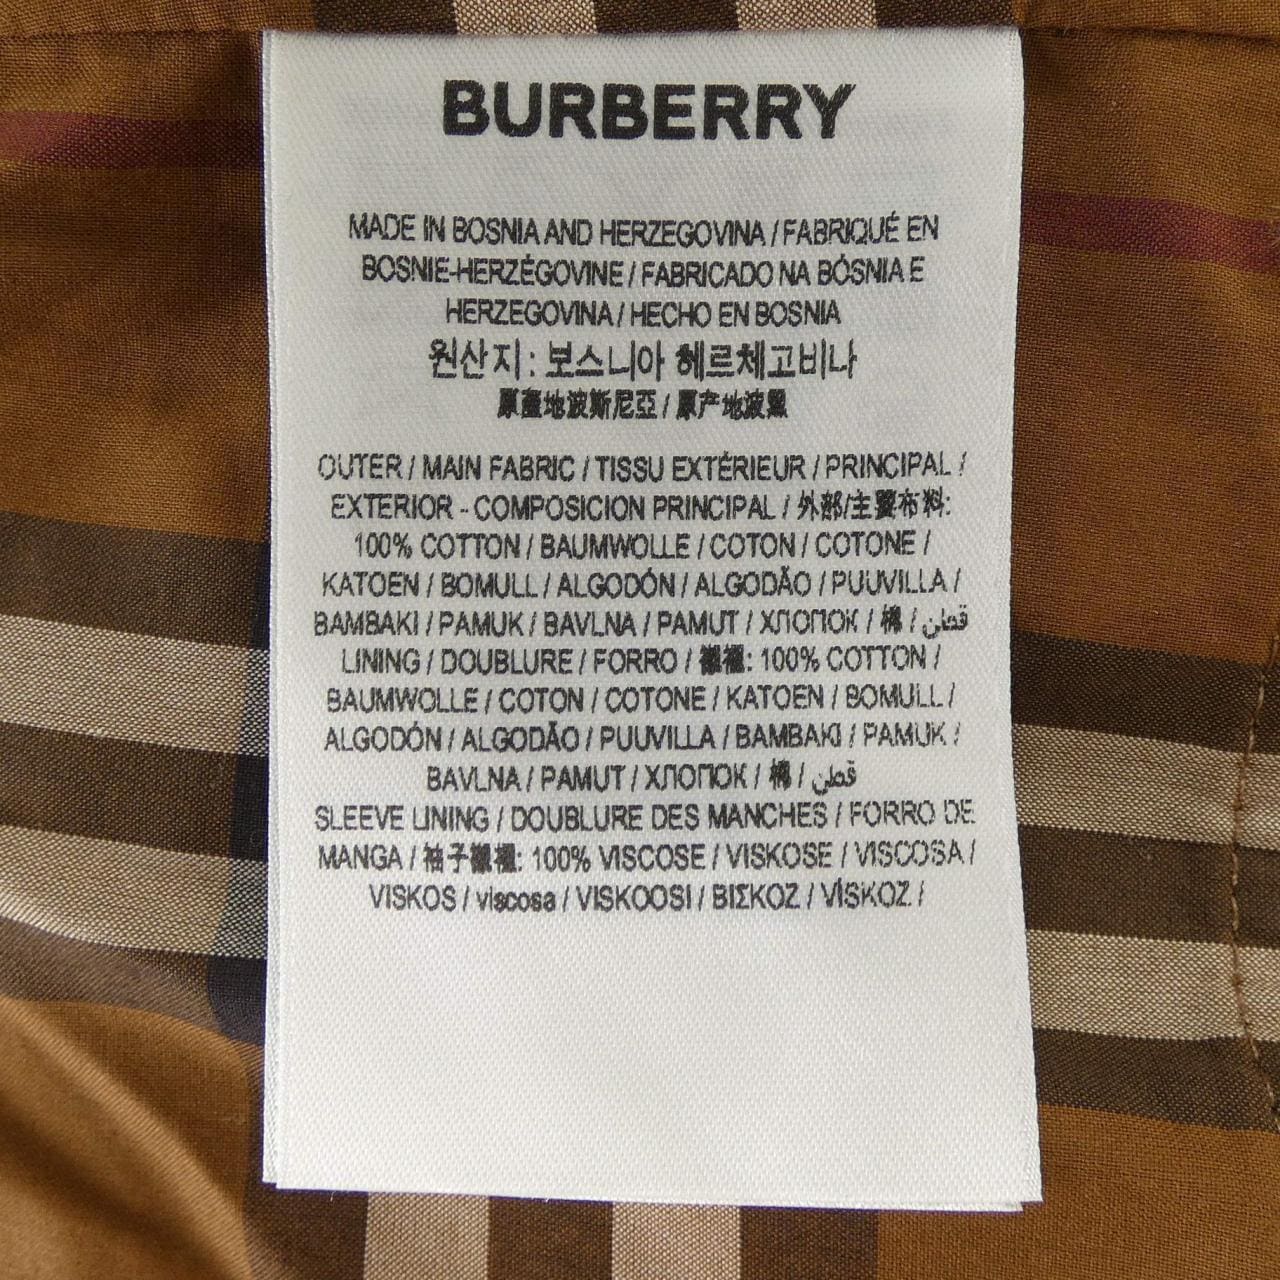 BURBERRY
MADE IN BOSNIA AND HERZEGOVINA / FABRIQUÉ EN
BOSNIE-HERZÉGOVINE / FABRICADO NA BÓSNIA E
HERZEGOVINA / HECHO EN BOSNIA
원산지 : 보스니아 헤르체고비나
原產地波斯尼亞 / 原产地波黑
OUTER / MAIN FABRIC / TISSU EXTÉRIEUR / PRINCIPAL /
EXTERIOR - COMPOSICION PRINCIPAL / 外部/主要布料:
100% COTTON / BAUMWOLLE / COTON / COTONE /
KATOEN / BOMULL / ALGODÓN / ALGODÃO / PUUVILLA /
BAMBAKI / PAMUK / BAVLNA / PAMUT / ХЛОПОК / 棉 / قطن
LINING / DOUBLURE / FORRO / 襯裡: 100% COTTON /
BAUMWOLLE / COTON / COTONE / KATOEN / BOMULL /
ALGODÓN / ALGODÃO / PUUVILLA / BAMBAKI / PAMUK /
BAVLNA / PAMUT / ХЛОПОК / 棉 / قطن
SLEEVE LINING / DOUBLURE DES MANCHES / FORRO DE
MANGA / 袖子襯裡: 100% VISCOSE / VISKOSE / VISCOSA /
VISKOS / viscosa / VISKOOSI / ΒΙΣΚΟΖ / VİSKOZ /